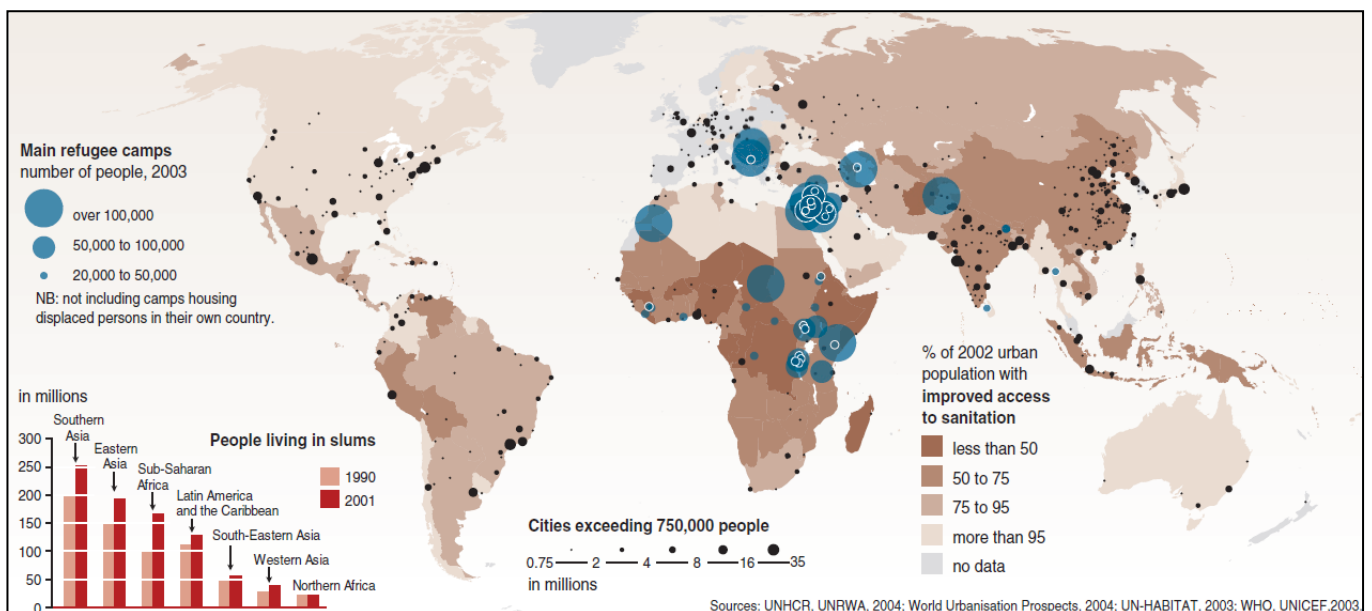 Main refugee camps
number of people, 2003
over 100,000
50,000 to 100,000
20,000 to 50,000
NB: not including camps housing
displaced persons in their own country.
in millions
300
250
200
150
100
50
0
Southern
Asia
Eastern
Asia
Sub-Saharan
Africa
Latin America
and the Caribbean
South-Eastern Asia
Western Asia
Northern Africa
People living in slums
1990
2001
Cities exceeding 750,000 people
0.75 2 4 8 16 35
in millions
% of 2002 urban
population with
improved access
to sanitation
less than 50
50 to 75
75 to 95
more than 95
no data
Sources: UNHCR, UNRWA, 2004; World Urbanisation Prospects, 2004; UN-HABITAT, 2003; WHO, UNICEF,2003